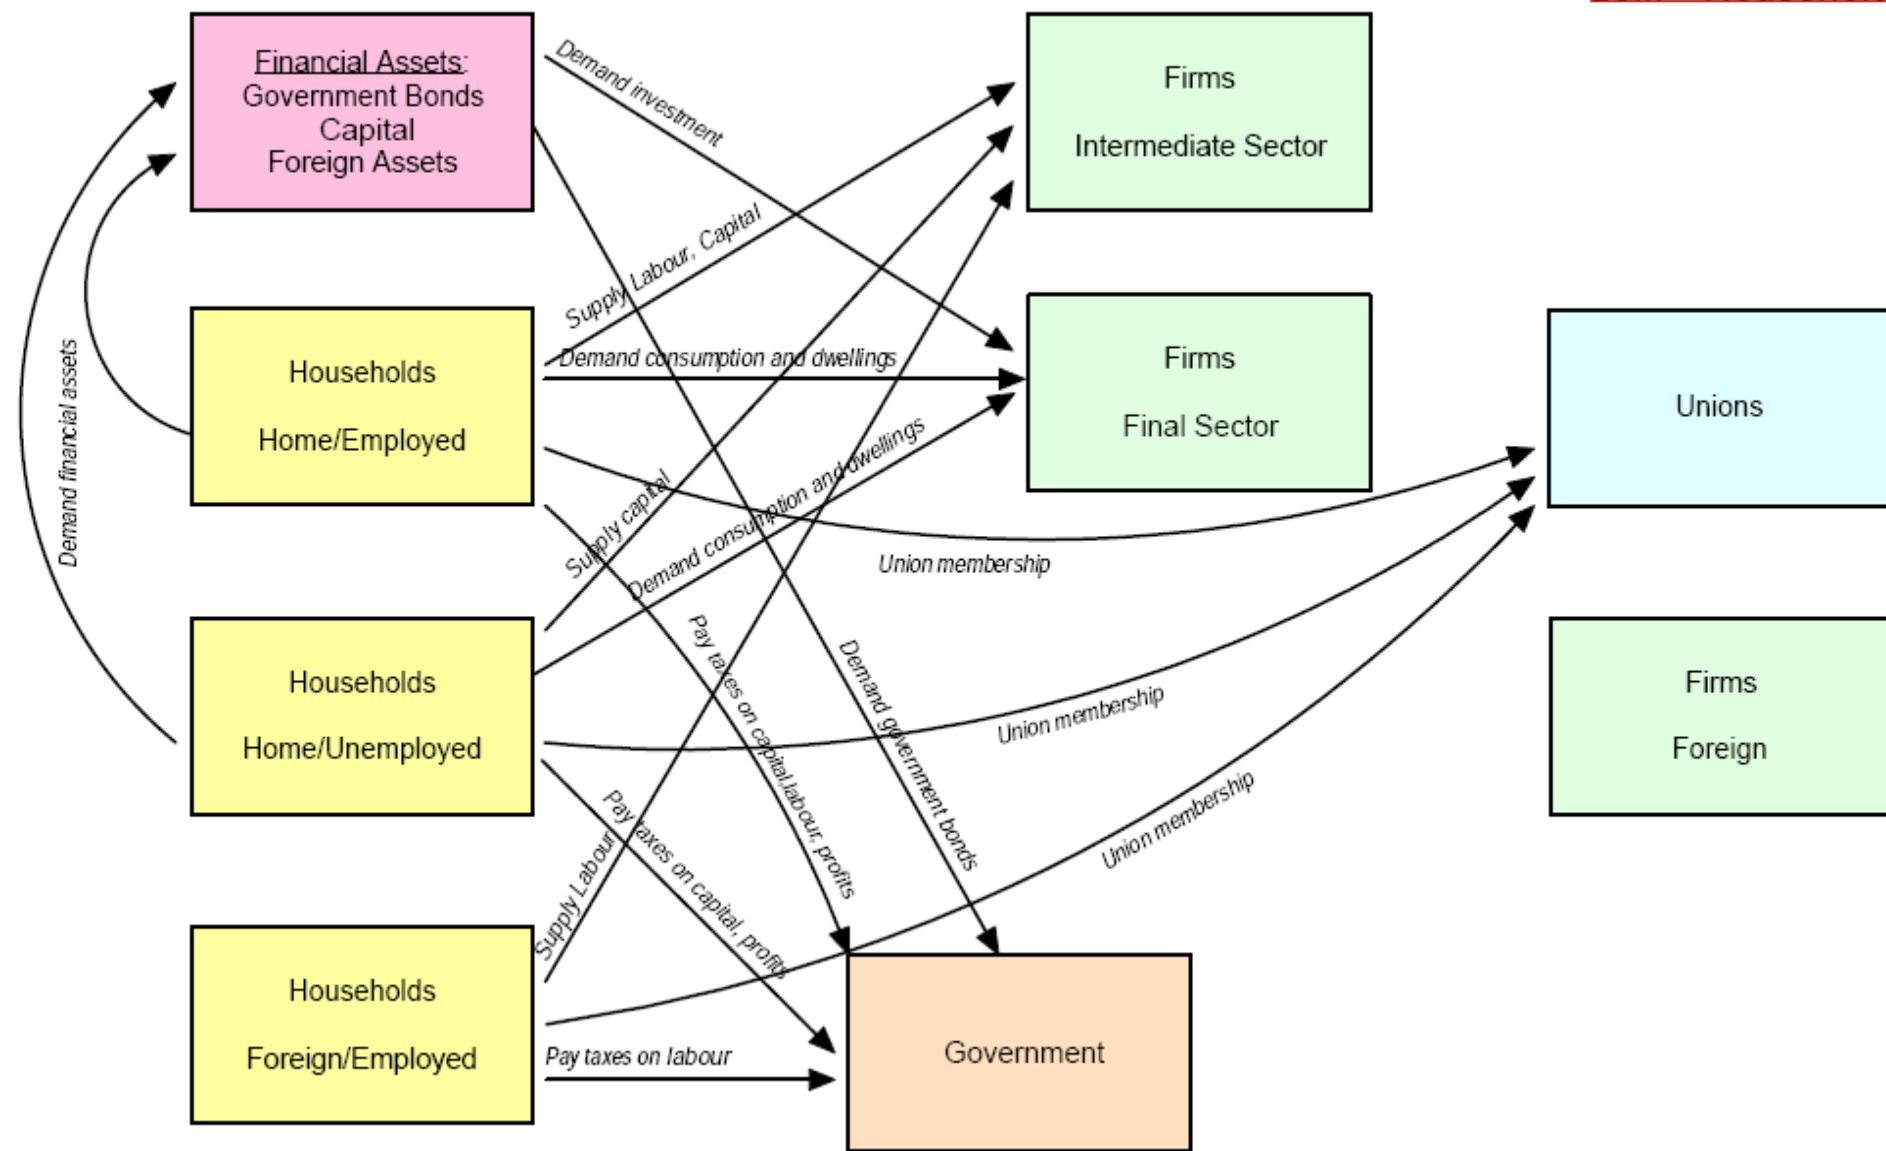 Financial Assets:
Government Bonds
Capital
Foreign Assets
Firms
Intermediate Sector
Demand investment
Supply Labour, Capital
Households
Home/Employed
Demand consumption and dwellings
Firms
Final Sector
Unions
Demand financial assets
Supply capital
Demand consumption and dwellings
Union membership
Households
Home/Unemployed
Pay taxes on capital,labour, profits
Demand government bonds
Union membership
Firms
Foreign
Pay taxes on capital, profits
Union membership
Supply Labour
Households
Foreign/Employed
Pay taxes on labour
Government